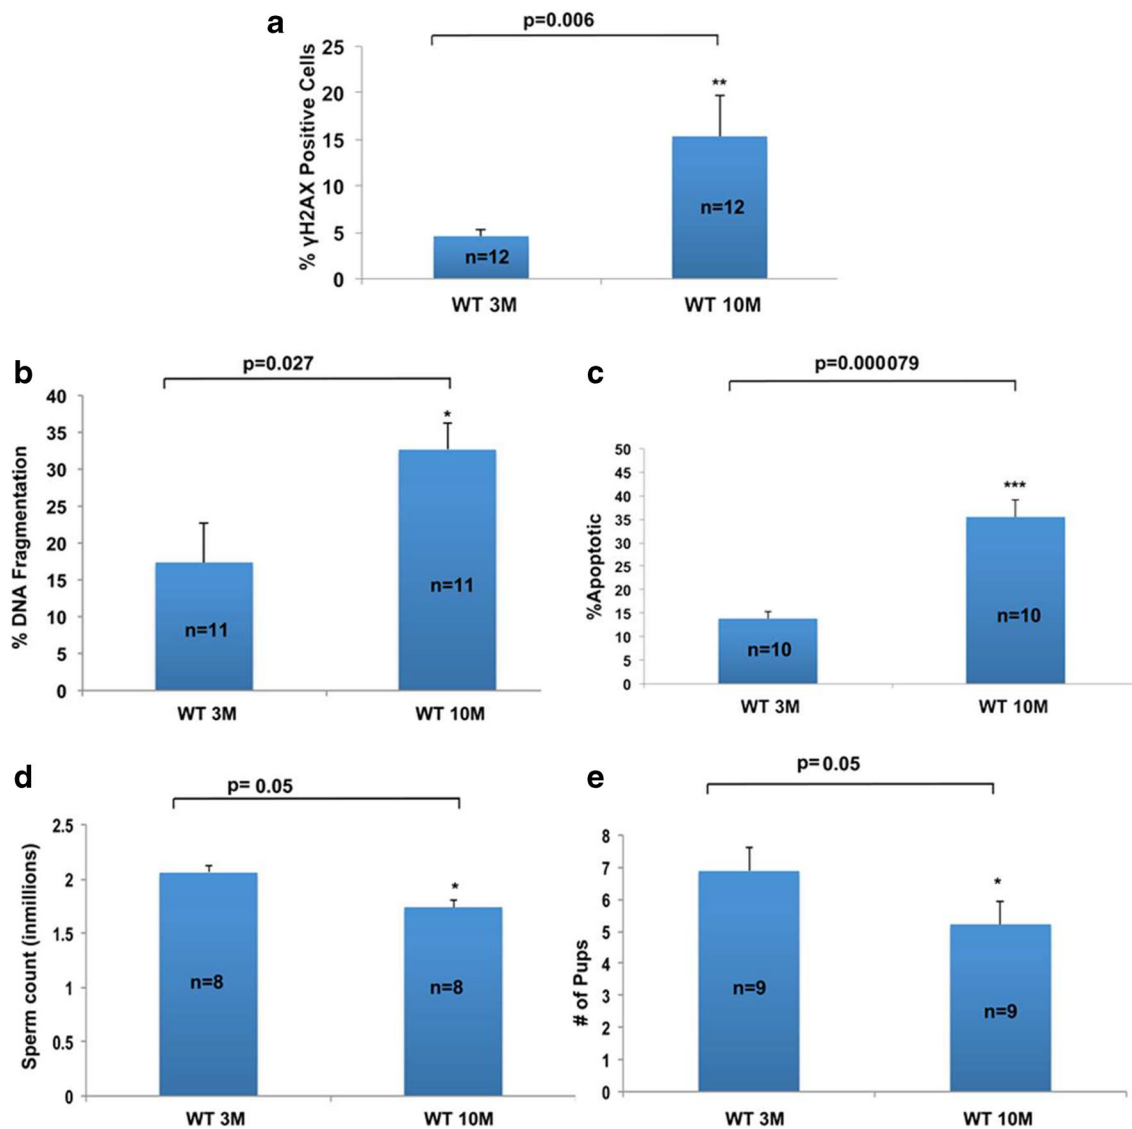 a
p=0.006
% γH2AX Positive Cells
25
20
15
10
5
0
**
n=12
n=12
WT 3M
WT 10M
b
p=0.027
% DNA Fragmentation
40
35
30
25
20
15
10
5
0
*
n=11
n=11
WT 3M
WT 10M
c
p=0.000079
%Apoptotic
50
45
40
35
30
25
20
15
10
5
0
***
n=10
n=10
WT 3M
WT 10M
d
p= 0.05
Sperm count (inmillions)
2.5
2
1.5
1
0.5
0
*
n=8
n=8
WT 3M
WT 10M
e
p= 0.05
# of Pups
8
7
6
5
4
3
2
1
0
*
n=9
n=9
WT 3M
WT 10M